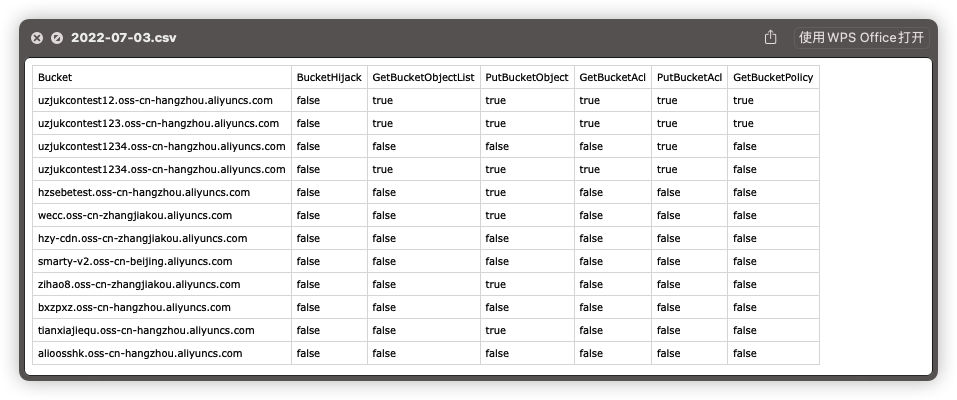 2022-07-03.csv 使用WPS Office打开
Bucket BucketHijack GetBucketObjectList PutBucketObject GetBucketAcl PutBucketAcl GetBucketPolicy
uzjukcontest12.oss-cn-hangzhou.aliyuncs.com false true true true true true
uzjukcontest123.oss-cn-hangzhou.aliyuncs.com false true true true true true
uzjukcontest1234.oss-cn-hangzhou.aliyuncs.com false false false false true false
uzjukcontest1234.oss-cn-hangzhou.aliyuncs.com false true true true true false
hzsebetest.oss-cn-hangzhou.aliyuncs.com false false true false false false
wecc.oss-cn-zhangjiakou.aliyuncs.com false false true false false false
hzy-cdn.oss-cn-zhangjiakou.aliyuncs.com false false false false false false
smarty-v2.oss-cn-beijing.aliyuncs.com false false false false false false
zihao8.oss-cn-zhangjiakou.aliyuncs.com false false true false false false
bxzpxz.oss-cn-hangzhou.aliyuncs.com false false false false false false
tianxiajiequ.oss-cn-hangzhou.aliyuncs.com false false true false false false
alioosshk.oss-cn-hangzhou.aliyuncs.com false false false false false false